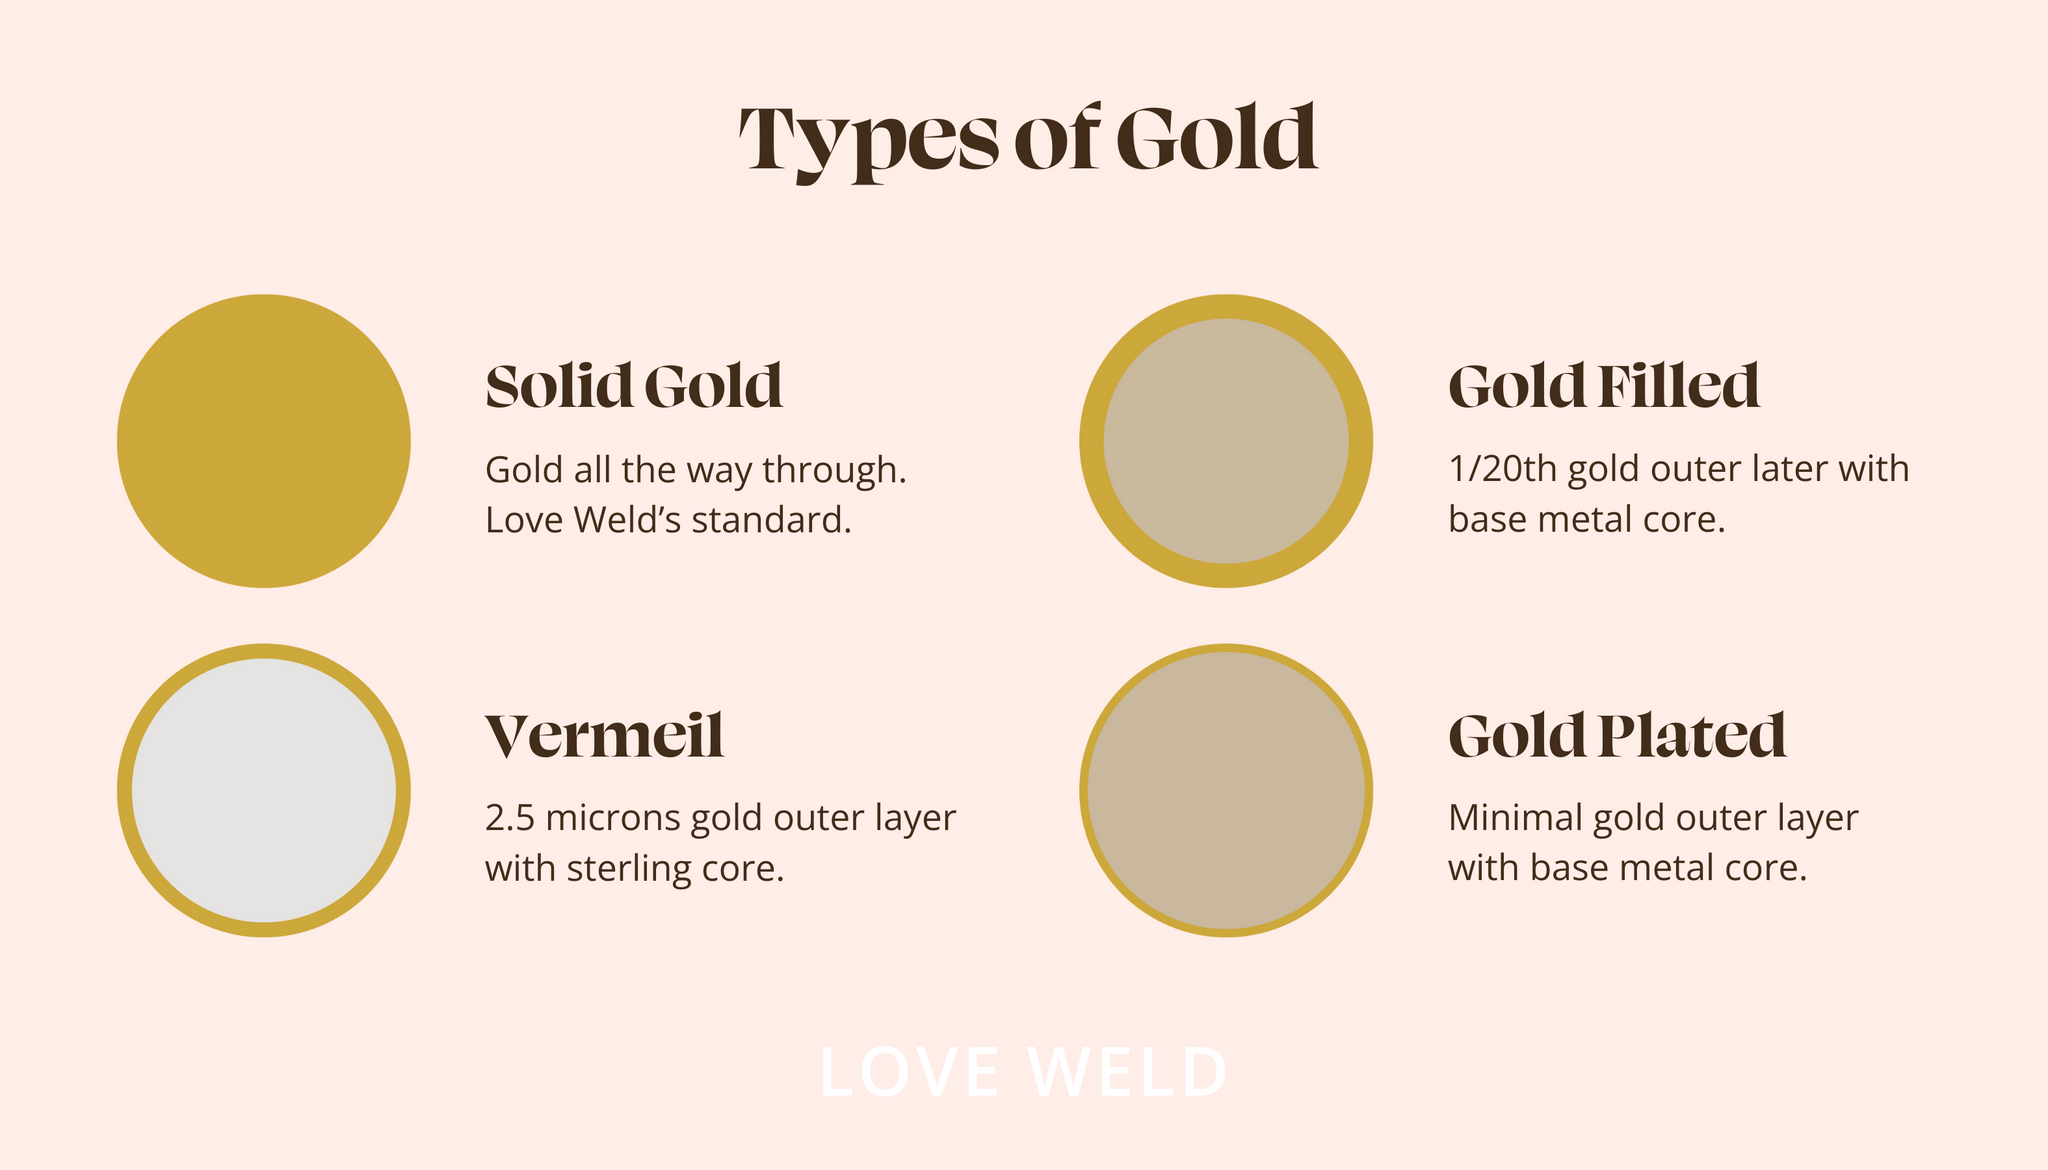 Types of Gold
Solid Gold
Gold all the way through.
Love Weld’s standard.
Gold Filled
1/20th gold outer later with
base metal core.
Vermeil
2.5 microns gold outer layer
with sterling core.
Gold Plated
Minimal gold outer layer
with base metal core.
LOVE WELD